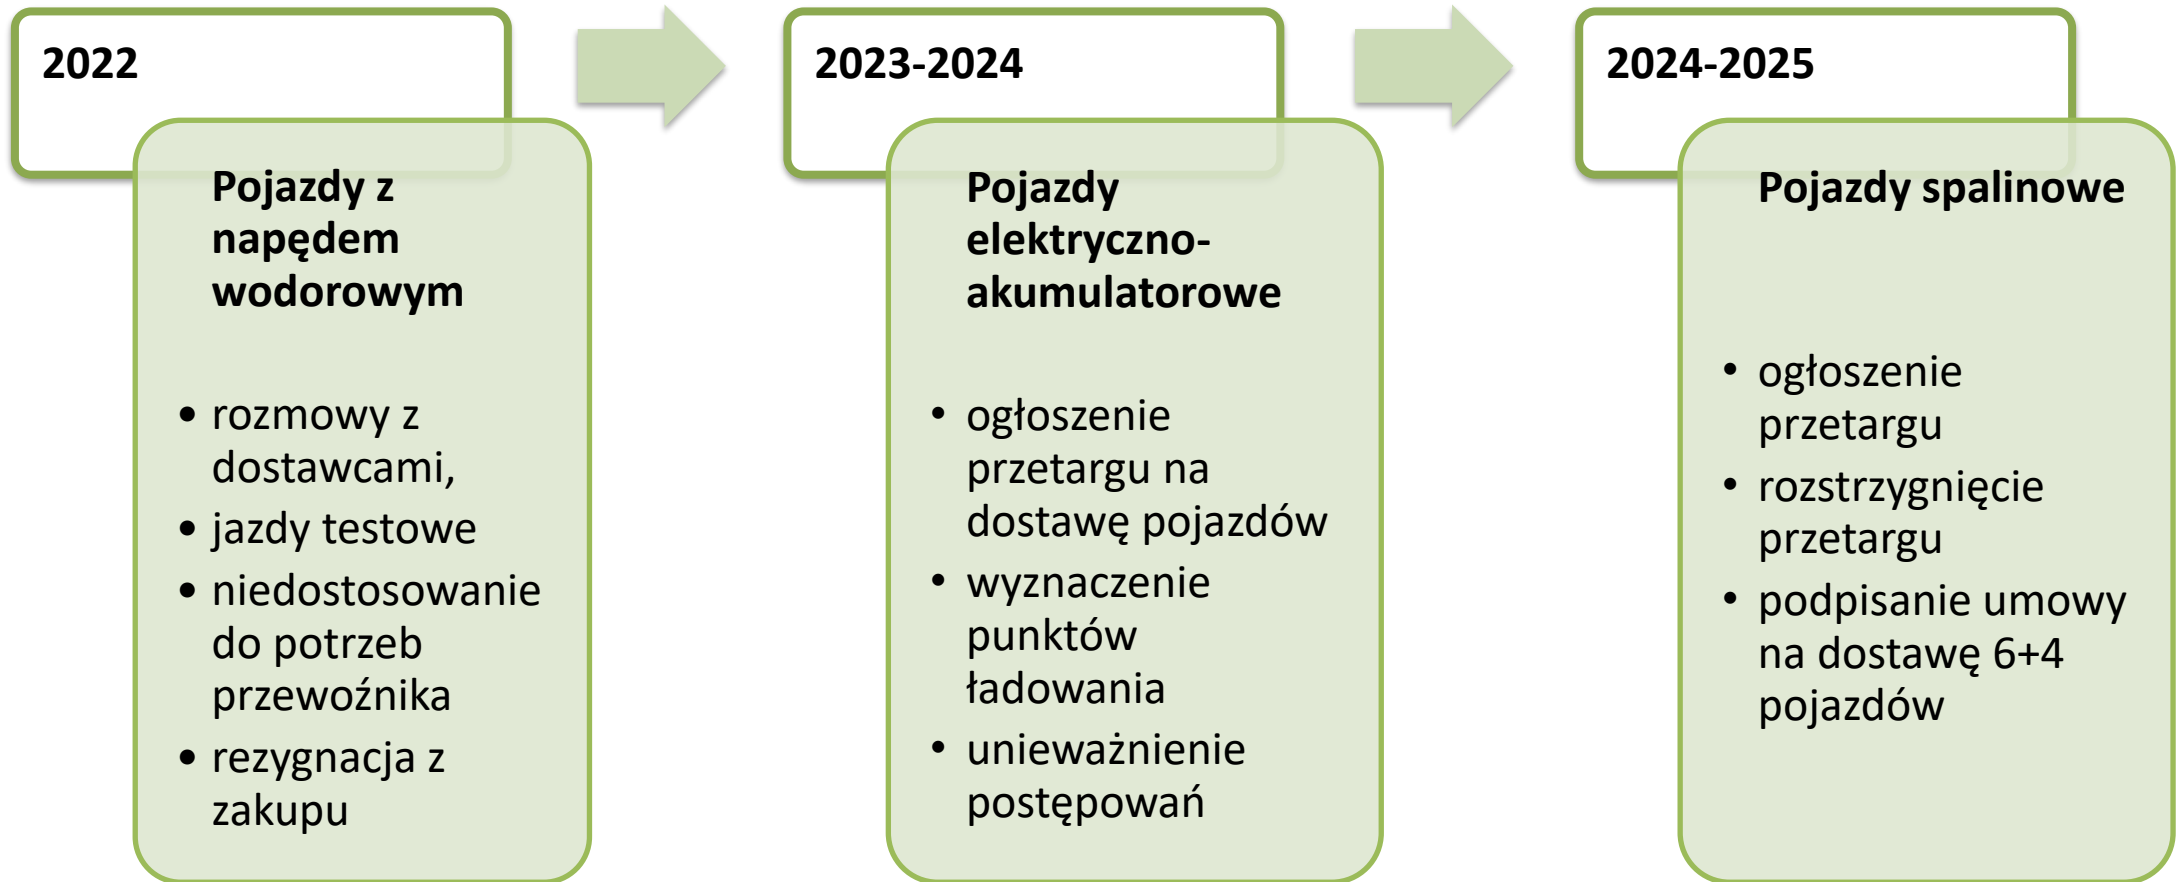 2022
Pojazdy z
napędem
wodorowym
• rozmowy z
dostawcami,
• jazdy testowe
• niedostosowanie
do potrzeb
przewoźnika
• rezygnacja z
zakupu
2023-2024
Pojazdy
elektryczno-
akumulatorowe
• ogłoszenie
przetargu na
dostawę pojazdów
• wyznaczenie
punktów
ładowania
• unieważnienie
postępowań
2024-2025
Pojazdy spalinowe
• ogłoszenie
przetargu
• rozstrzygnięcie
przetargu
• podpisanie umowy
na dostawę 6+4
pojazdów